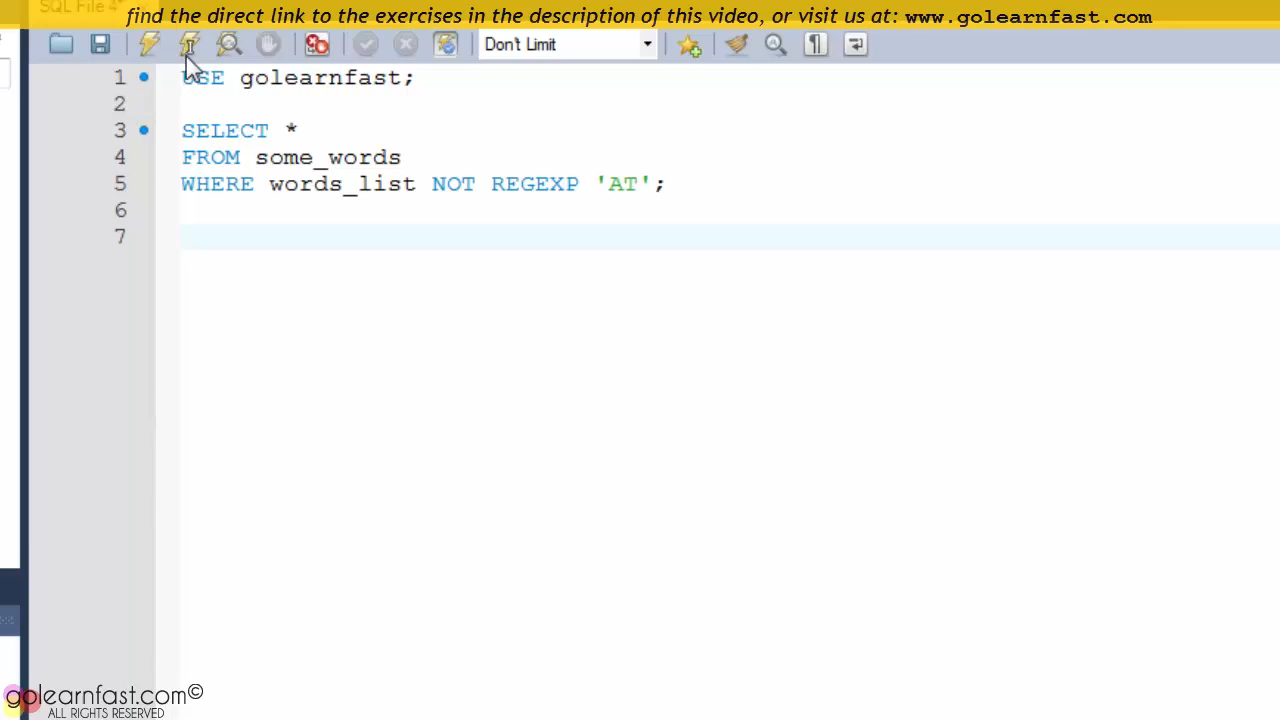 SQL File 4*
find the direct link to the exercises in the description of this video, or visit us at: www.golearnfast.com
Don't Limit
1 USE golearnfast;
2
3 SELECT *
4 FROM some_words
5 WHERE words_list NOT REGEXP 'AT';
6
7
golearnfast.com©
ALL RIGHTS RESERVED